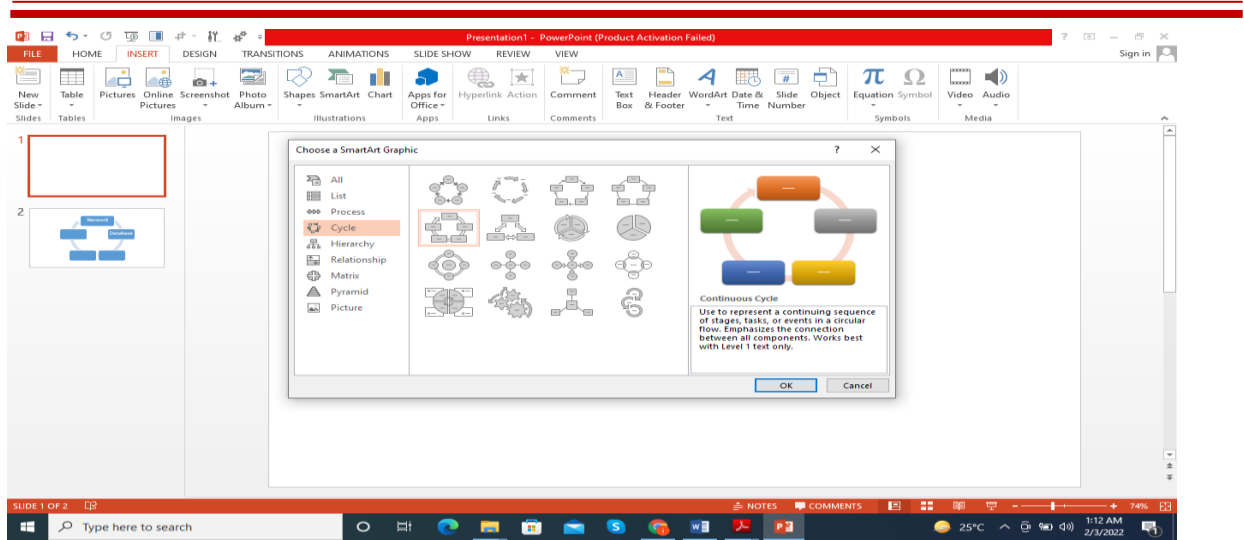 Presentation1 - PowerPoint (Product Activation Failed)
?
FILE HOME INSERT DESIGN TRANSITIONS ANIMATIONS SLIDE SHOW REVIEW VIEW Sign in
New Slide
Table
Pictures
Online Pictures
Screenshot
Photo Album
Shapes
SmartArt
Chart
Apps for Office
Hyperlink
Action
Comment
Text Box
Header & Footer
WordArt
Date & Time
Slide Number
Object
π
Equation
Ω
Symbol
Video
Audio
Slides Tables Images Illustrations Apps Links Comments Text Symbols Media
1
2
Network
Database
Choose a SmartArt Graphic ?
All
List
Process
Cycle
Hierarchy
Relationship
Matrix
Pyramid
Picture
Continuous Cycle
Use to represent a continuing sequence
of stages, tasks, or events in a circular
flow. Emphasizes the connection
between all components. Works best
with Level 1 text only.
OK Cancel
SLIDE 1 OF 2 NOTES COMMENTS 74%
Type here to search 25°C 1:12 AM
2/3/2022